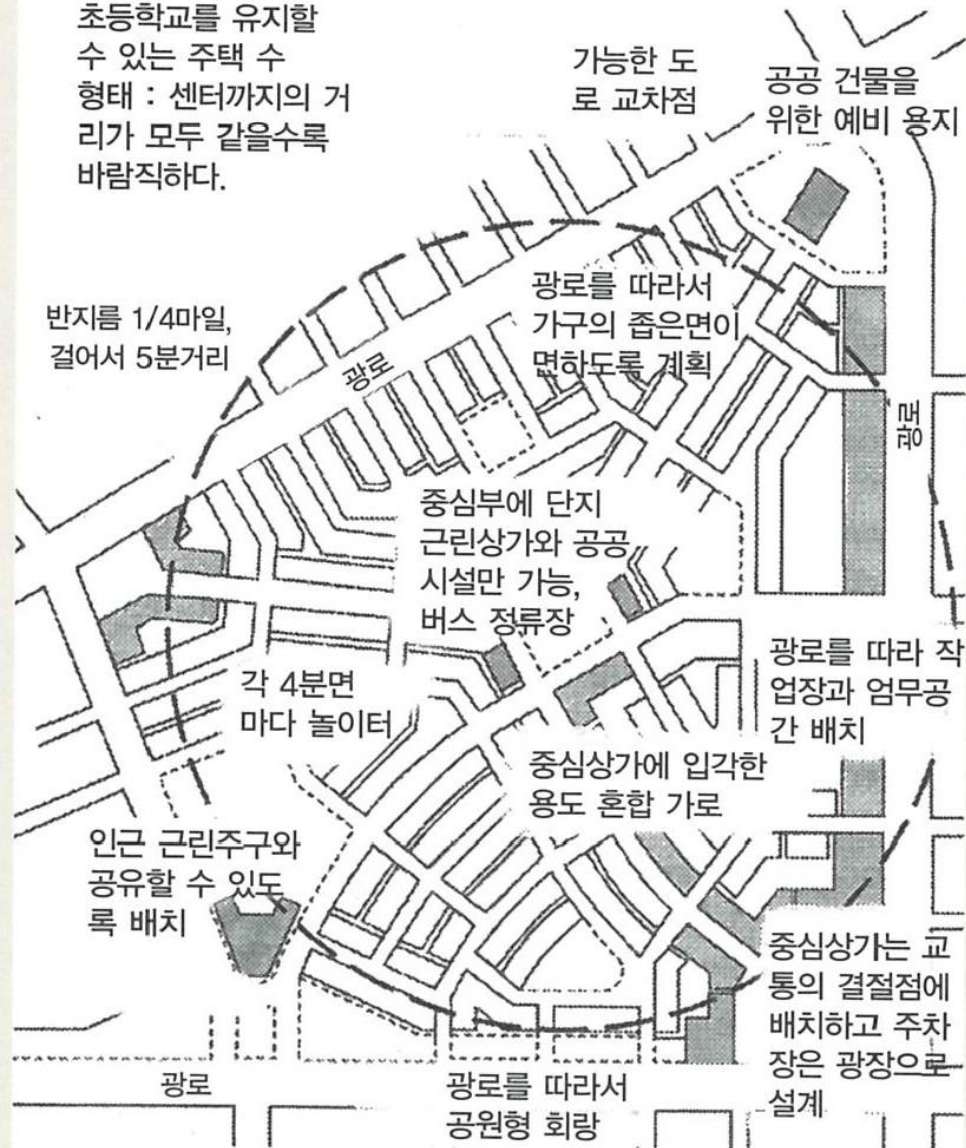 초등학교를 유지할
수 있는 주택 수
형태 : 센터까지의 거
리가 모두 같을수록
바람직하다.
가능한 도
로 교차점
공공 건물을
위한 예비 용지
반지름 1/4마일,
걸어서 5분거리
광로를 따라서
가구의 좁은면이
면하도록 계획
광로
광로
중심부에 단지
근린상가와 공공
시설만 가능,
버스 정류장
각 4분면
마다 놀이터
광로를 따라 작
업장과 엄무공
간 배치
중심상가에 입각한
용도 혼합 가로
인근 근린주구와
공유할 수 있도
록 배치
중심상가는 교
통의 결절점에
배치하고 주차
장은 광장으로
설계
광로
광로를 따라서
공원형 회랑